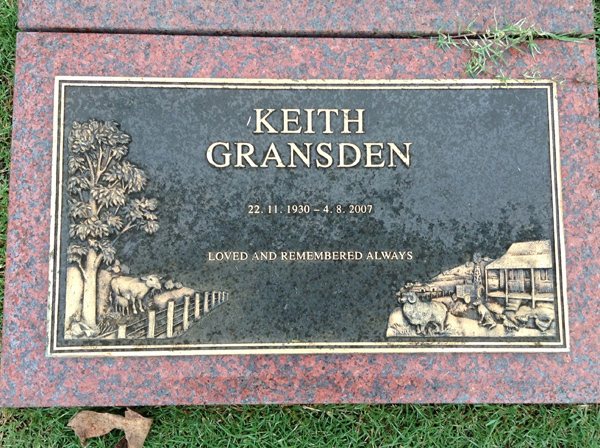 KEITH
GRANSDEN
22. 11. 1930 – 4. 8. 2007
LOVED AND REMEMBERED ALWAYS